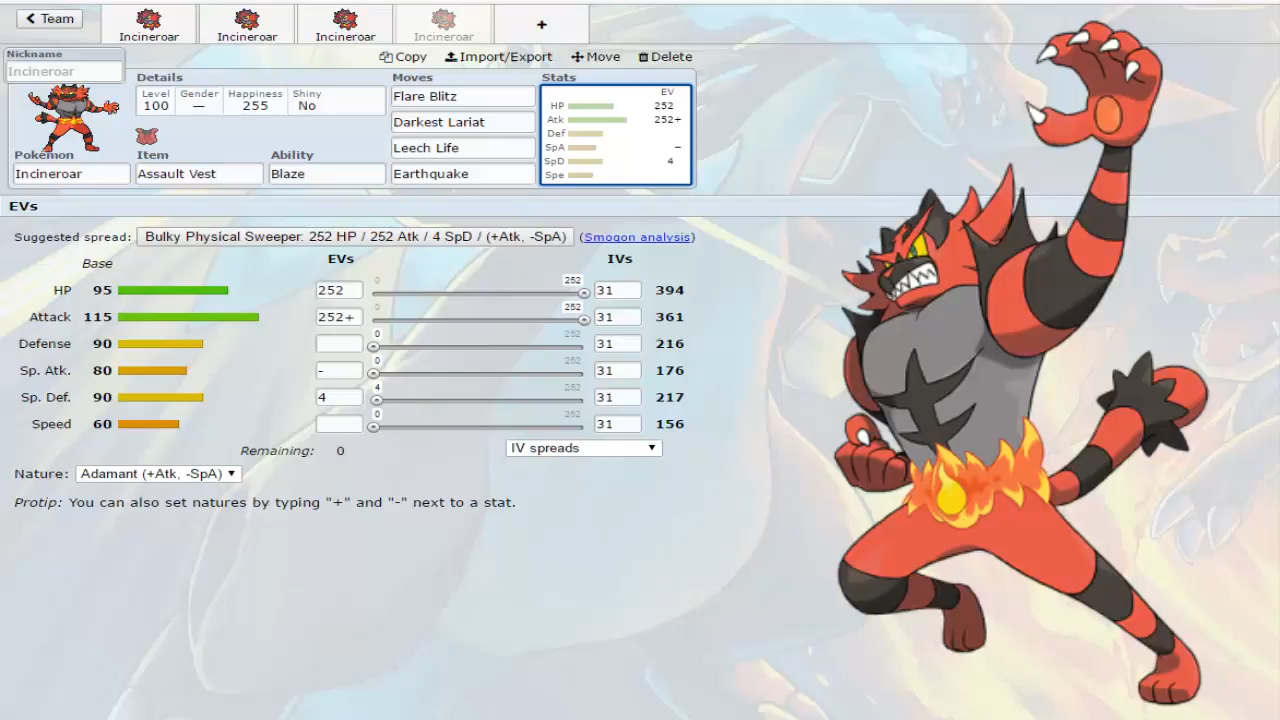 Team
Incineroar
Incineroar
Incineroar
Incineroar
+
Copy
Import/Export
Move
Delete
Nickname
Incineroar
Details
Level
100
Gender
—
Happiness
255
Shiny
No
Pokémon
Incineroar
Item
Assault Vest
Ability
Blaze
Moves
Flare Blitz
Darkest Lariat
Leech Life
Earthquake
Stats
EV
HP 252
Atk 252+
Def
SpA –
SpD 4
Spe
EVs
Suggested spread: Bulky Physical Sweeper: 252 HP / 252 Atk / 4 SpD / (+Atk, -SpA) (Smogon analysis)
Base EVs IVs
HP 95 252 0 252 31 394
Attack 115 252+ 0 252 31 361
Defense 90 0 252 31 216
Sp. Atk. 80 - 0 252 31 176
Sp. Def. 90 4 4 252 31 217
Speed 60 0 252 31 156
Remaining: 0
IV spreads
Nature: Adamant (+Atk, -SpA)
Protip: You can also set natures by typing "+" and "-" next to a stat.